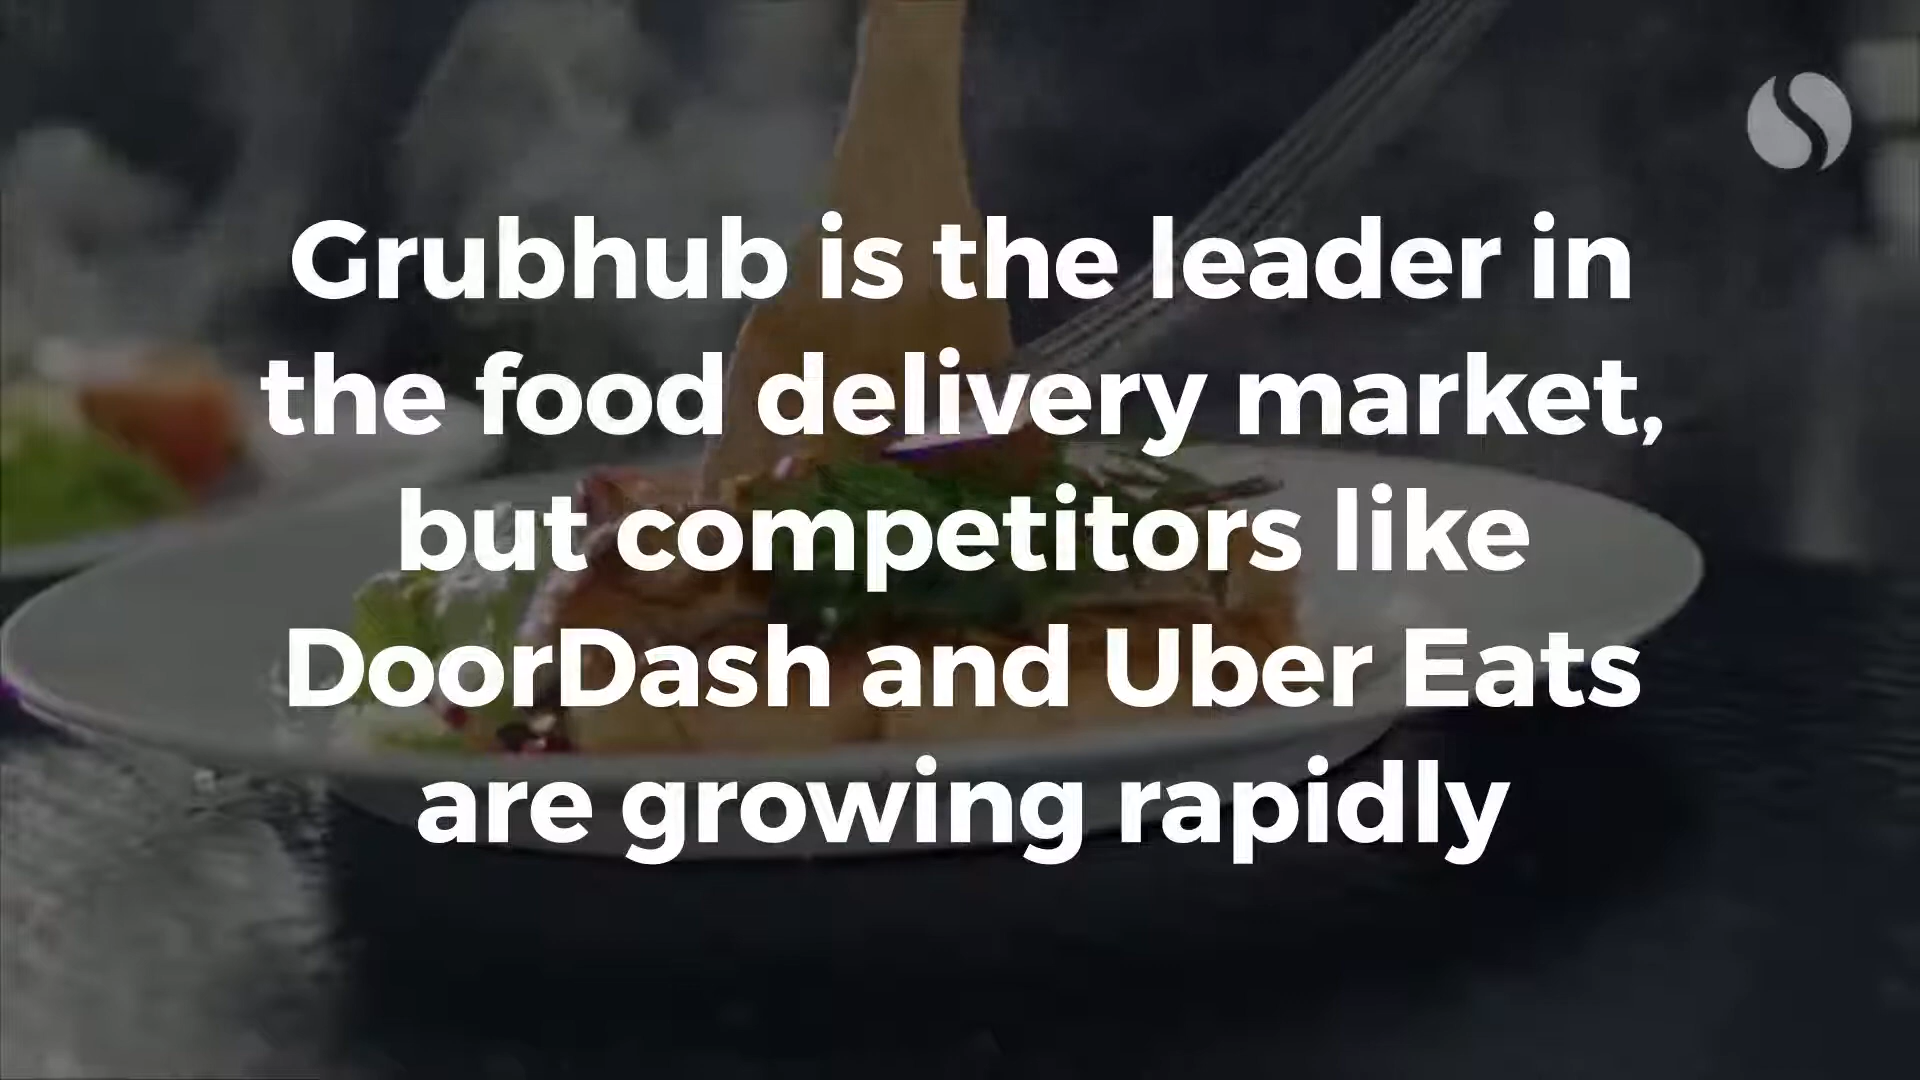 Grubhub is the leader in
the food delivery market,
but competitors like
DoorDash and Uber Eats
are growing rapidly